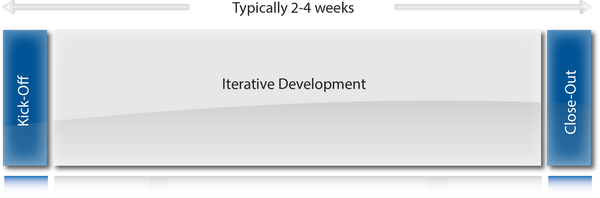 Typically 2-4 weeks
Kick-Off
Iterative Development
Close-Out